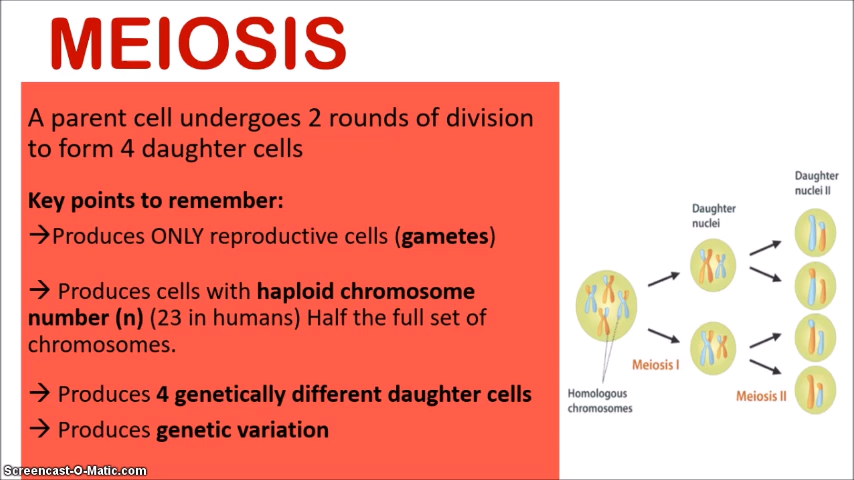 MEIOSIS
A parent cell undergoes 2 rounds of division
to form 4 daughter cells
Key points to remember:
→Produces ONLY reproductive cells (gametes)
→ Produces cells with haploid chromosome
number (n) (23 in humans) Half the full set of
chromosomes.
→ Produces 4 genetically different daughter cells
→ Produces genetic variation
Daughter
nuclei II
Daughter
nuclei
Meiosis I
Homologous
chromosomes
Meiosis II
Screencast-O-Matic.com